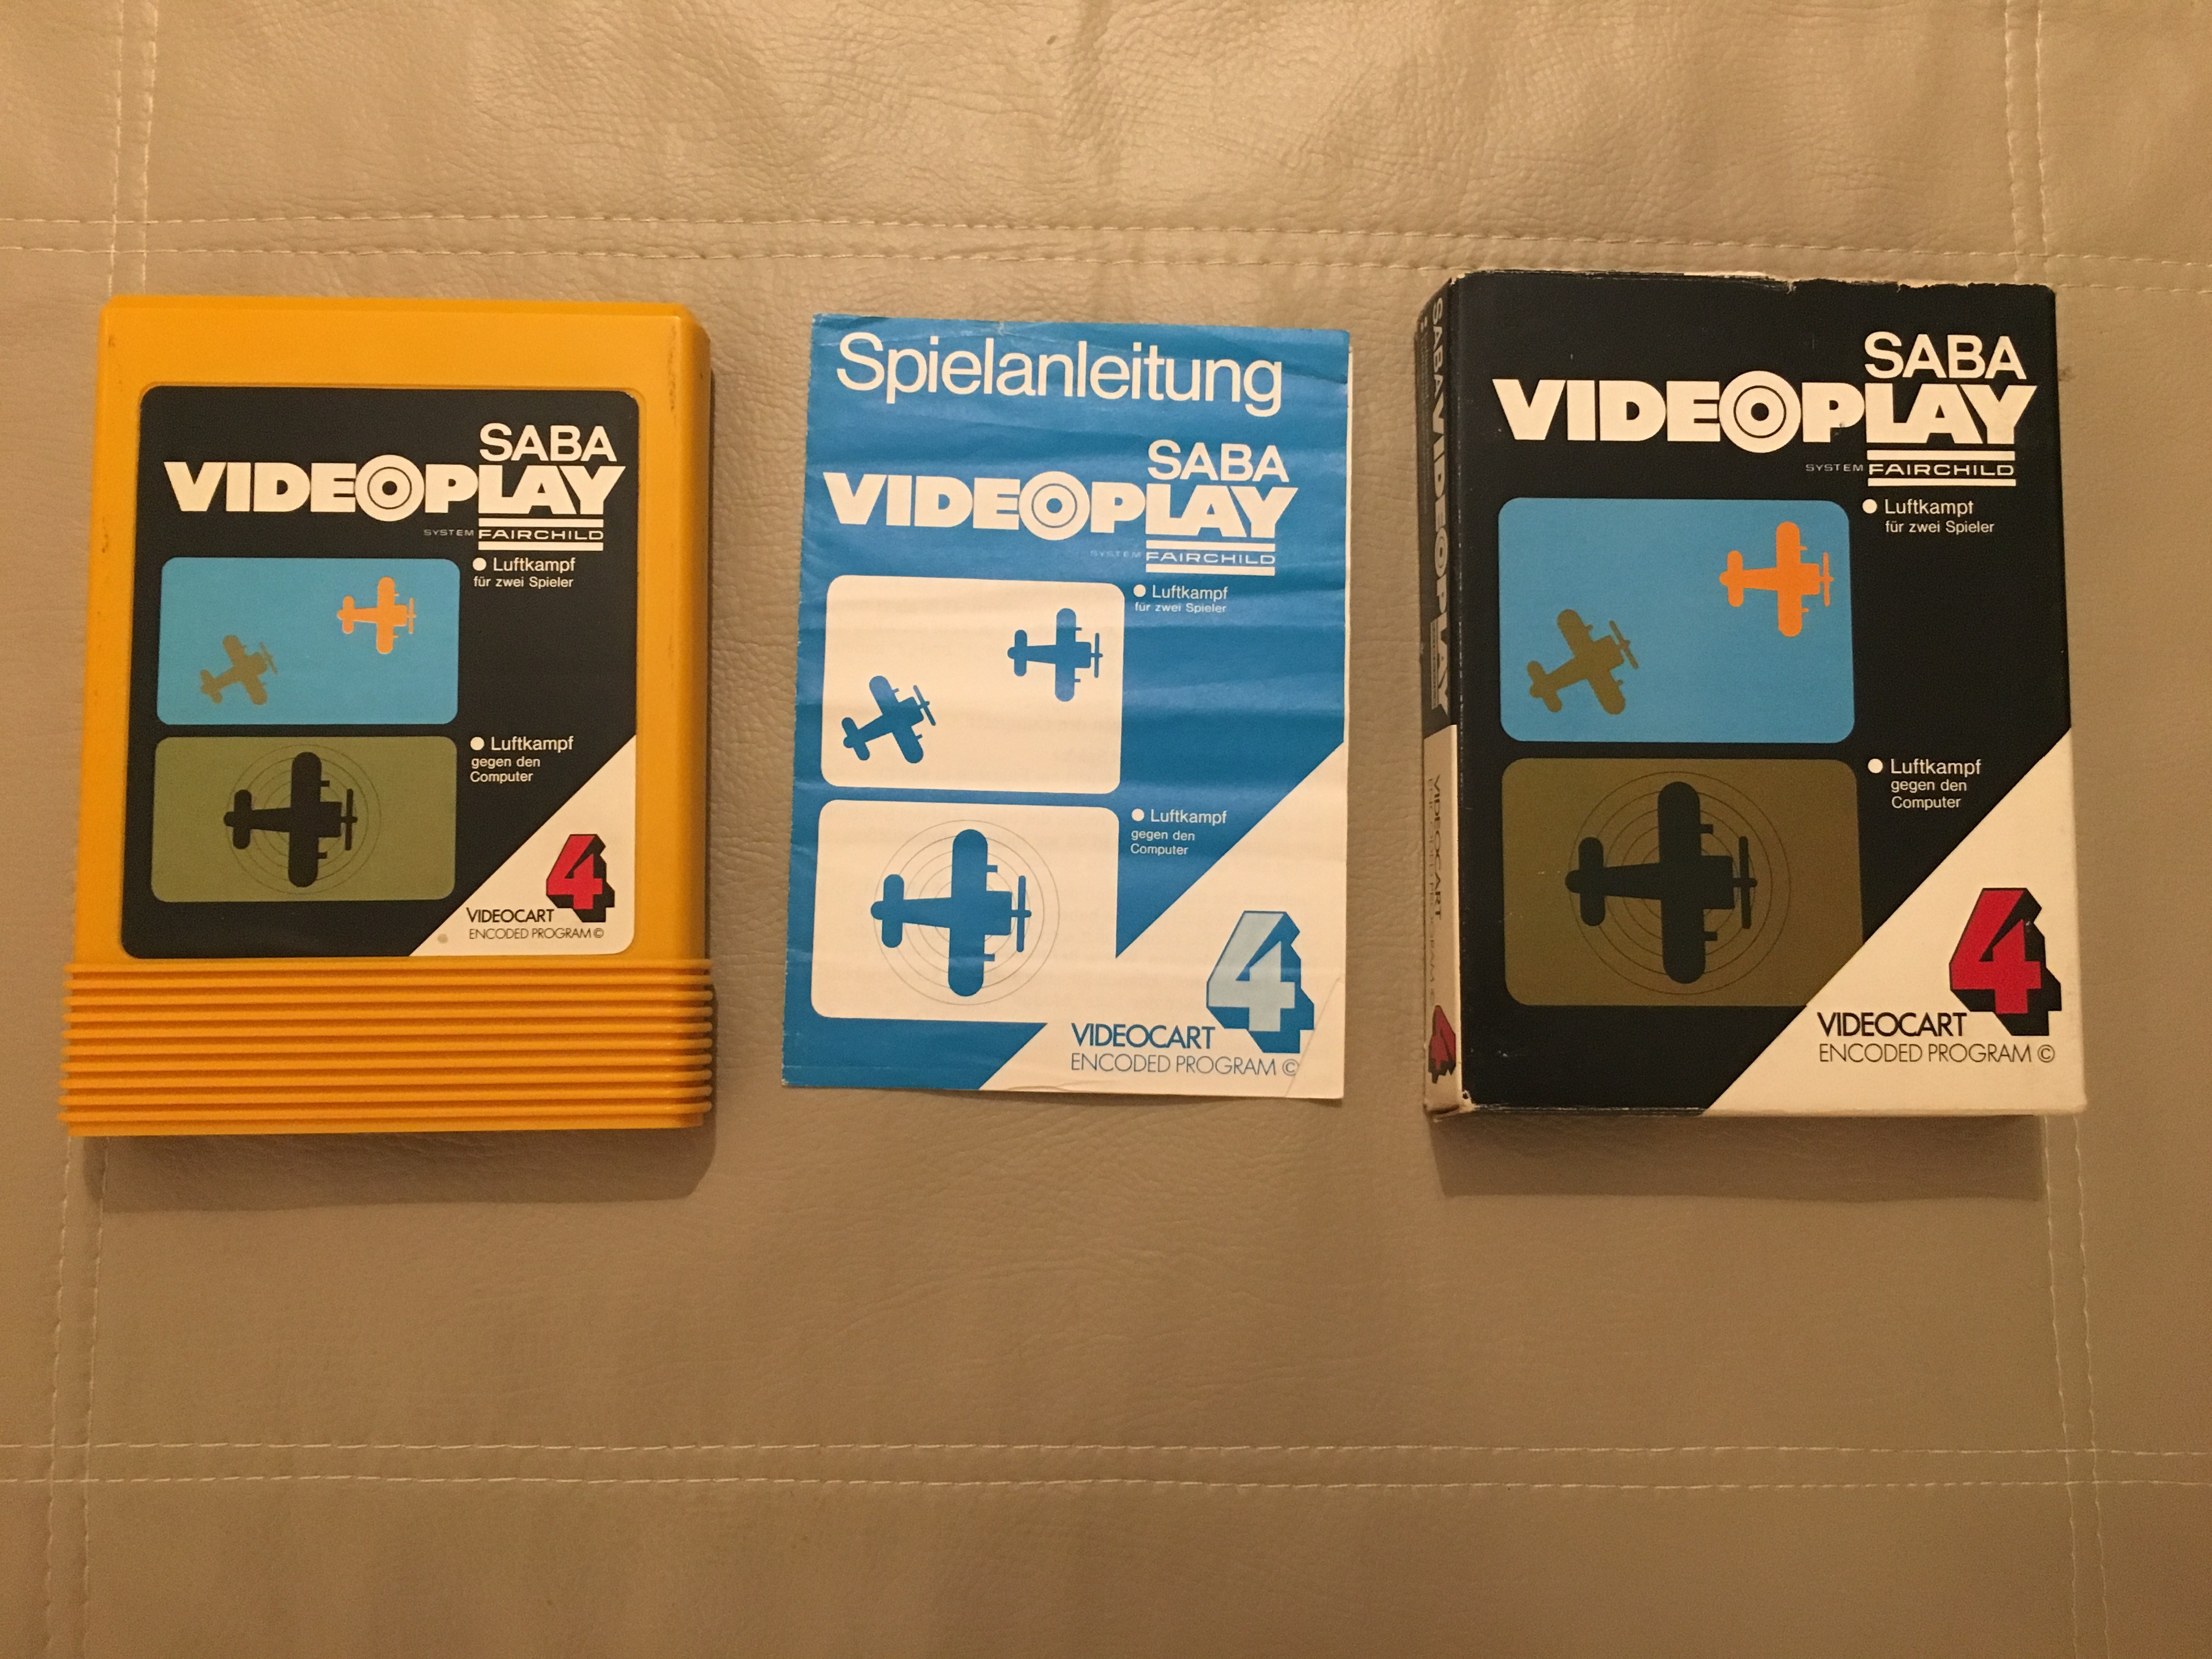 SABA
VIDEOPLAY
SYSTEM FAIRCHILD
Luftkampf
für zwei Spieler
Luftkampf
gegen den
Computer
4
VIDEOCART
ENCODED PROGRAM ©
Spielanleitung
SABA
VIDEOPLAY
SYSTEM FAIRCHILD
Luftkampf
für zwei Spieler
Luftkampf
gegen den
Computer
4
VIDEOCART
ENCODED PROGRAM ©
SABA VIDEOPLAY
VIDEOCART
4
SABA
VIDEOPLAY
SYSTEM FAIRCHILD
Luftkampf
für zwei Spieler
Luftkampf
gegen den
Computer
4
VIDEOCART
ENCODED PROGRAM ©